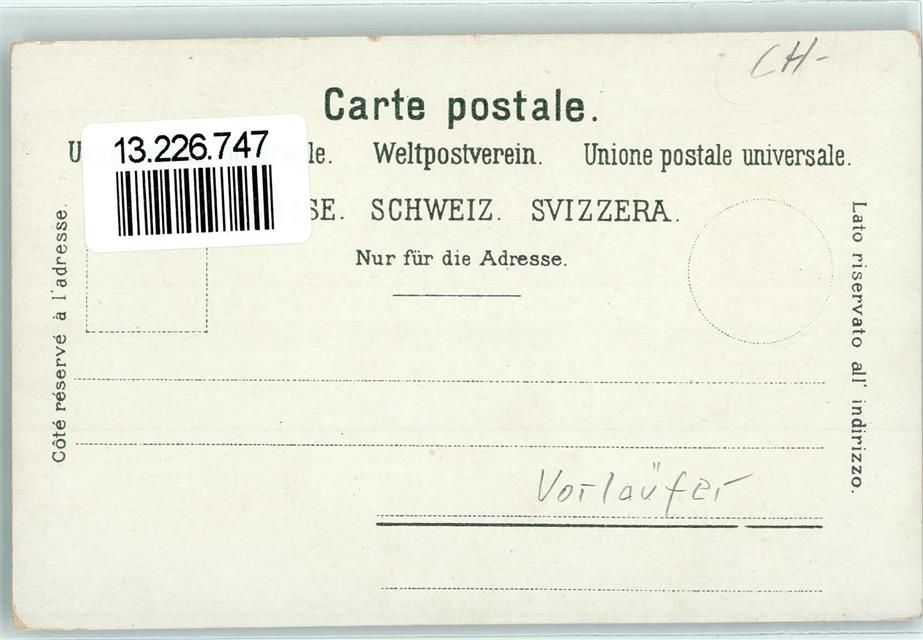 CH-
Carte postale.
13.226.747
le. Weltpostverein. Unione postale universale.
SSE. SCHWEIZ. SVIZZERA.
Nur für die Adresse.
Côté réservé à l'adresse.
Lato riservato all' indirizzo.
Vorläufer